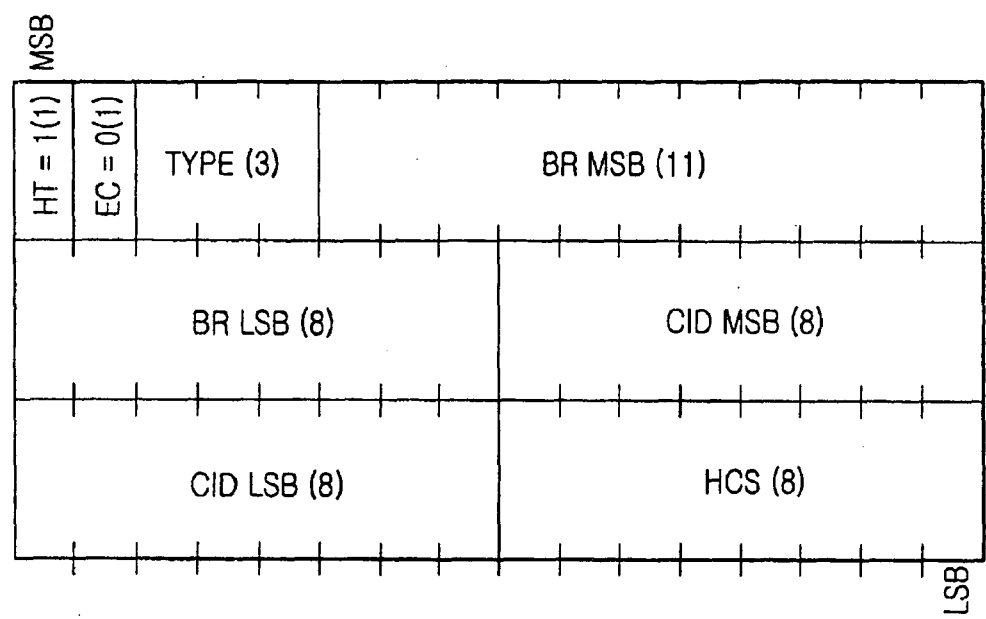 MSB
HT = 1(1)
EC = 0(1)
TYPE (3)
BR MSB (11)
BR LSB (8)
CID MSB (8)
CID LSB (8)
HCS (8)
LSB